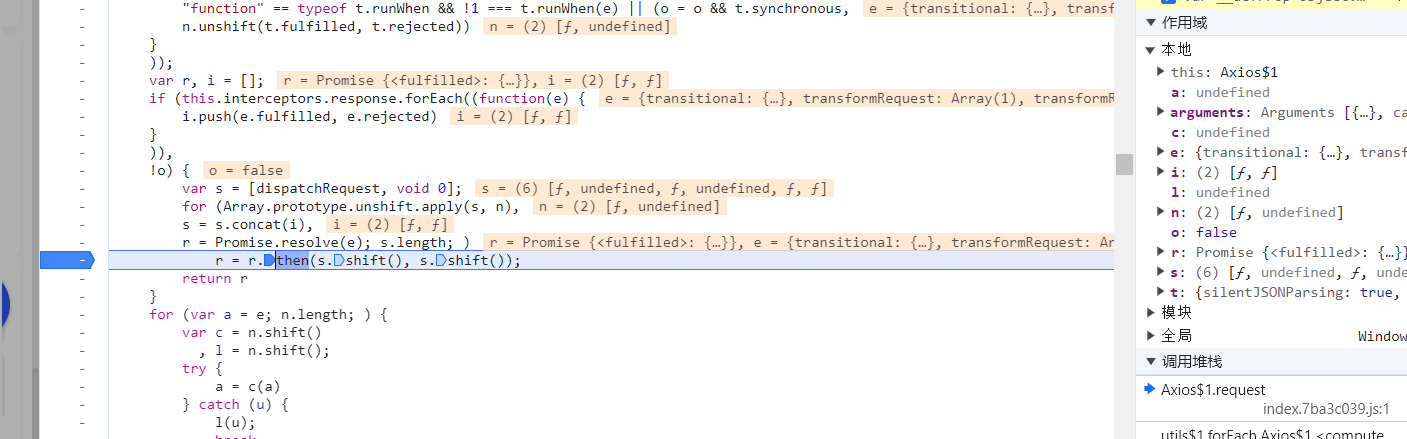 "function" == typeof t.runWhen && !1 === t.runWhen(e) || (o = o && t.synchronous, e = {transitional: {…}, transf
n.unshift(t.fulfilled, t.rejected)) n = (2) [ƒ, undefined]
}
));
var r, i = []; r = Promise {<fulfilled>: {…}}, i = (2) [ƒ, ƒ]
if (this.interceptors.response.forEach((function(e) { e = {transitional: {…}, transformRequest: Array(1), transformR
i.push(e.fulfilled, e.rejected) i = (2) [ƒ, ƒ]
}
)),
!o) { o = false
var s = [dispatchRequest, void 0]; s = (6) [ƒ, undefined, ƒ, undefined, ƒ, ƒ]
for (Array.prototype.unshift.apply(s, n), n = (2) [ƒ, undefined]
s = s.concat(i), i = (2) [ƒ, ƒ]
r = Promise.resolve(e); s.length; ) r = Promise {<fulfilled>: {…}}, e = {transitional: {…}, transformRequest: Ar
r = r.then(s.shift(), s.shift());
return r
}
for (var a = e; n.length; ) {
var c = n.shift()
, l = n.shift();
try {
a = c(a)
} catch (u) {
l(u);
break
作用域
本地
this: Axios$1
a: undefined
arguments: Arguments [{…}, ca
c: undefined
e: {transitional: {…}, transf
i: (2) [ƒ, ƒ]
l: undefined
n: (2) [ƒ, undefined]
o: false
r: Promise {<fulfilled>: {…}}
s: (6) [ƒ, undefined, ƒ, unde
t: {silentJSONParsing: true,
模块
全局 Window
调用堆栈
Axios$1.request
index.7ba3c039.js:1
utils$1.forEach.Axios$1.<compute